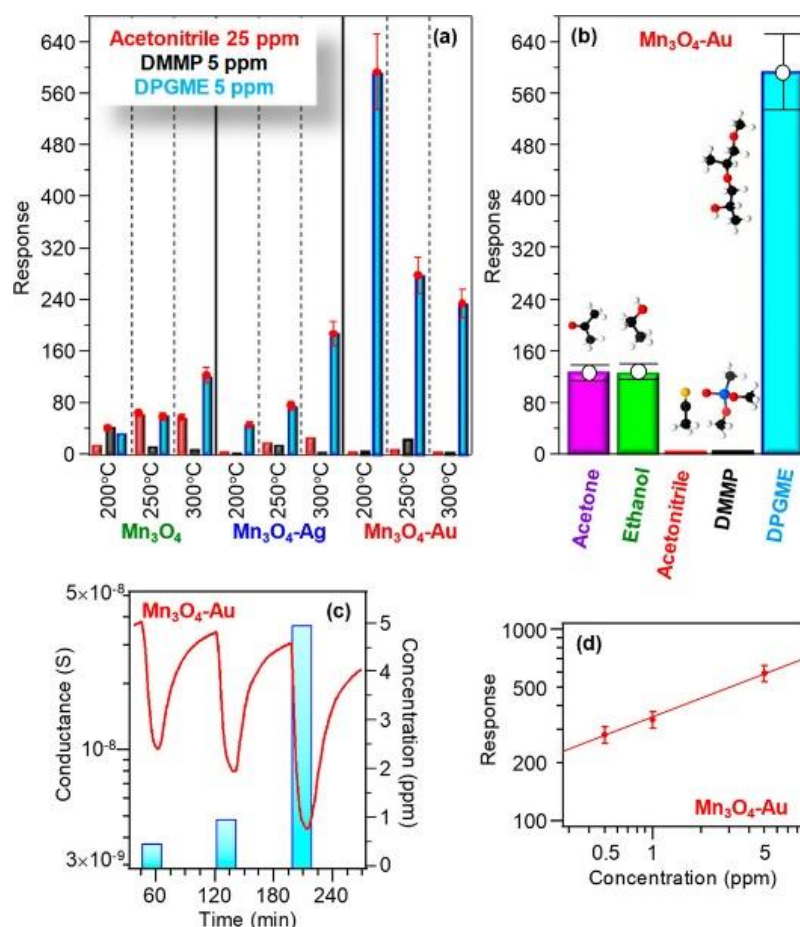 (a)
Acetonitrile 25 ppm
DMMP 5 ppm
DPGME 5 ppm
Response
640
560
480
400
320
240
160
80
0
200°C 250°C 300°C 200°C 250°C 300°C 200°C 250°C 300°C
Mn₃O₄ Mn₃O₄-Ag Mn₃O₄-Au
(b)
Mn₃O₄-Au
Response
640
560
480
400
320
240
160
80
0
Acetone Ethanol Acetonitrile DMMP DPGME
(c)
Mn₃O₄-Au
Conductance (S)
5×10⁻⁸
10⁻⁸
3×10⁻⁹
Concentration (ppm)
5
4
3
2
1
0
60 120 180 240
Time (min)
(d)
Response
1000
500
200
100
Mn₃O₄-Au
0.5 1 5
Concentration (ppm)